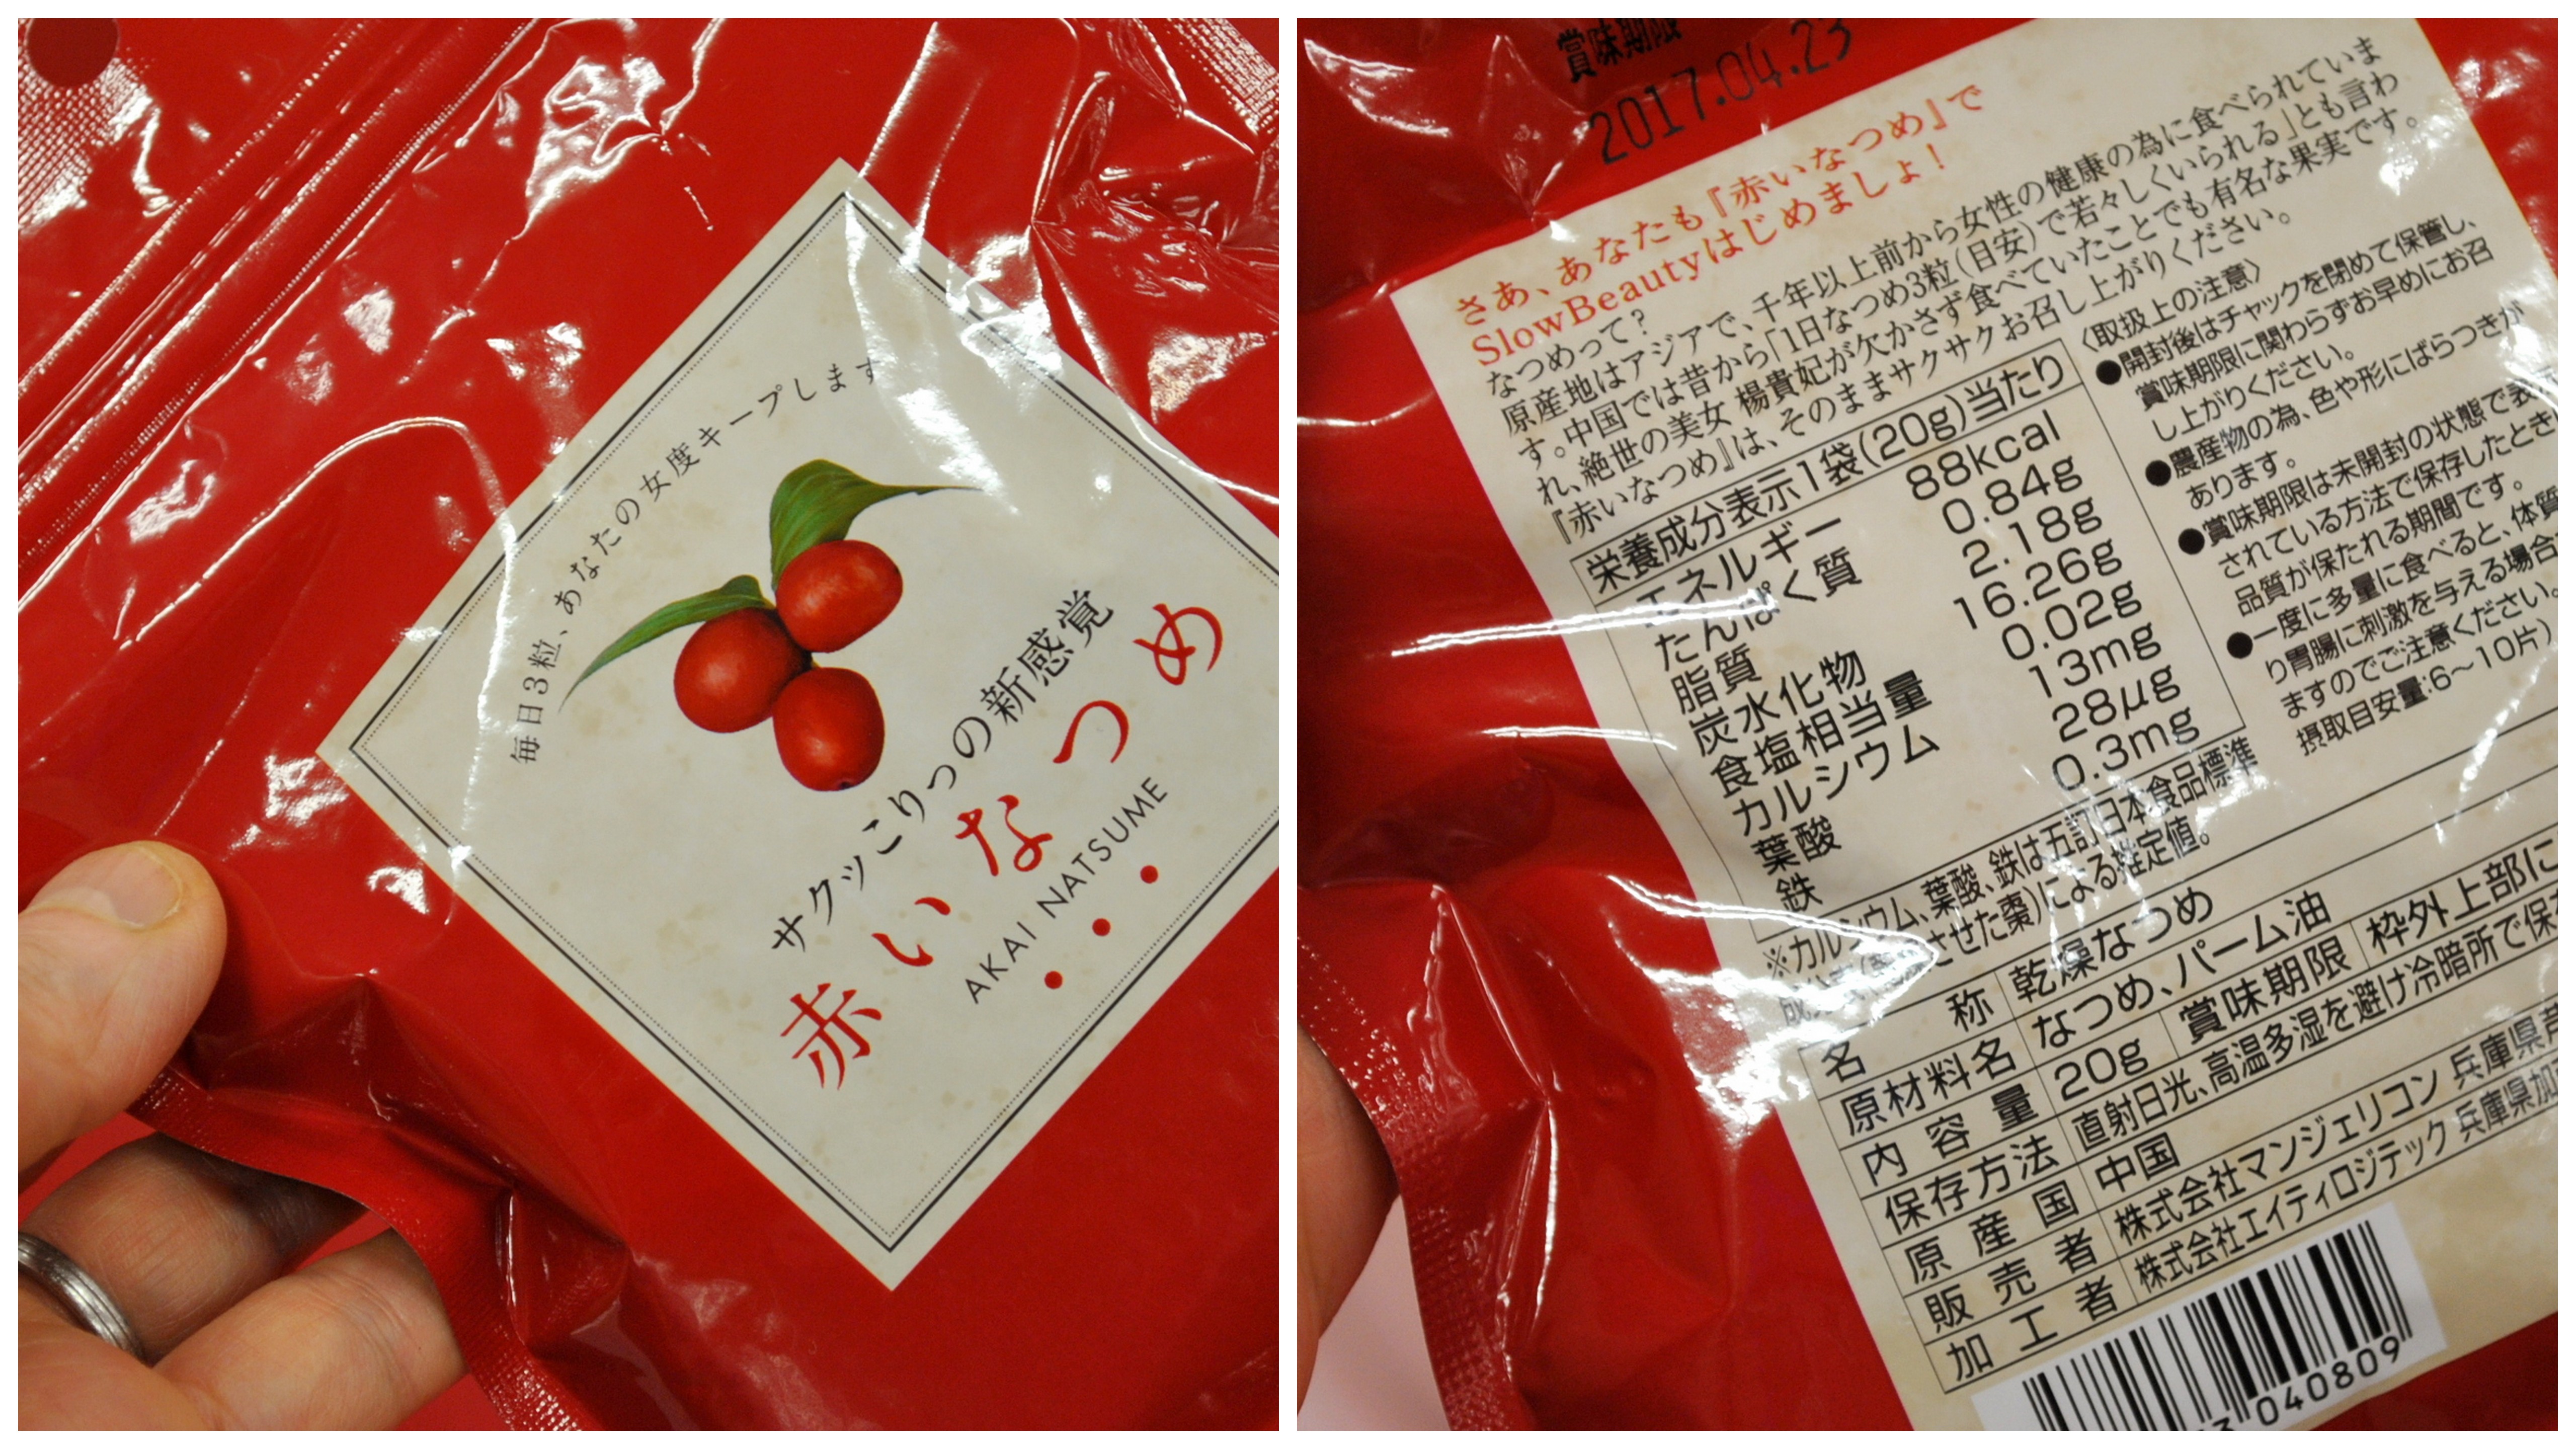 毎日3粒、あなたの女度キープします
サクッこりっの新感覚
赤いなつめ
AKAI NATSUME
賞味期限
2017.04.23
さあ、あなたも『赤いなつめ』で
SlowBeautyはじめましょ！
なつめって？
原産地はアジアで、千年以上前から女性の健康の為に食べられていま
す。中国では昔から「1日なつめ3粒(目安)で若々しくいられる」とも言わ
れ、絶世の美女 楊貴妃が欠かさず食べていたことでも有名な果実です。
『赤いなつめ』は、そのままサクサクお召し上がりください。
栄養成分表示1袋(20g)当たり
エネルギー 88kcal
たんぱく質 0.84g
脂質 2.18g
炭水化物 16.26g
食塩相当量 0.02g
カルシウム 13mg
葉酸 28μg
鉄 0.3mg
※カルシウム、葉酸、鉄は五訂日本食品標準
させた棗)による推定値。
〈取扱上の注意〉
●開封後はチャックを閉めて保管し、
賞味期限に関わらずお早めにお召
し上がりください。
●農産物の為、色や形にばらつきが
あります。
●賞味期限は未開封の状態で表
されている方法で保存したとき
品質が保たれる期間です。
●一度に多量に食べると、体質
り胃腸に刺激を与える場合
ますのでご注意ください。
摂取目安量:6〜10片)
名称 乾燥なつめ
原材料名 なつめ、パーム油
内容量 20g 賞味期限 枠外上部に
保存方法 直射日光、高温多湿を避け冷暗所で保
原産国 中国
販売者 株式会社マンジェリコン 兵庫県
加工者 株式会社エイティロジテック 兵庫県加
3 040809